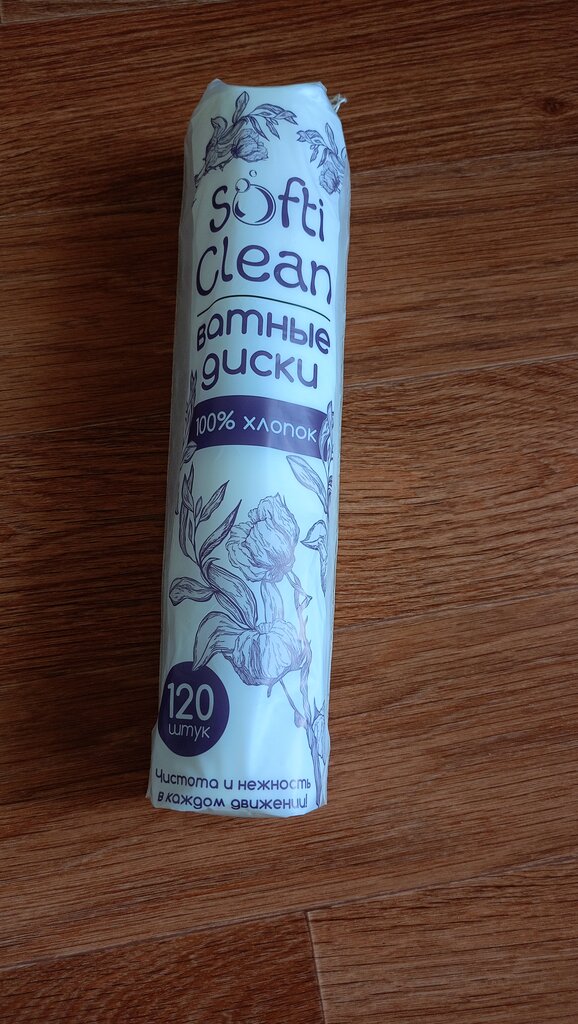 Softi
Clean
ватные
диски
100% хлопок
120
штук
Чистота и нежность
в каждом движении!